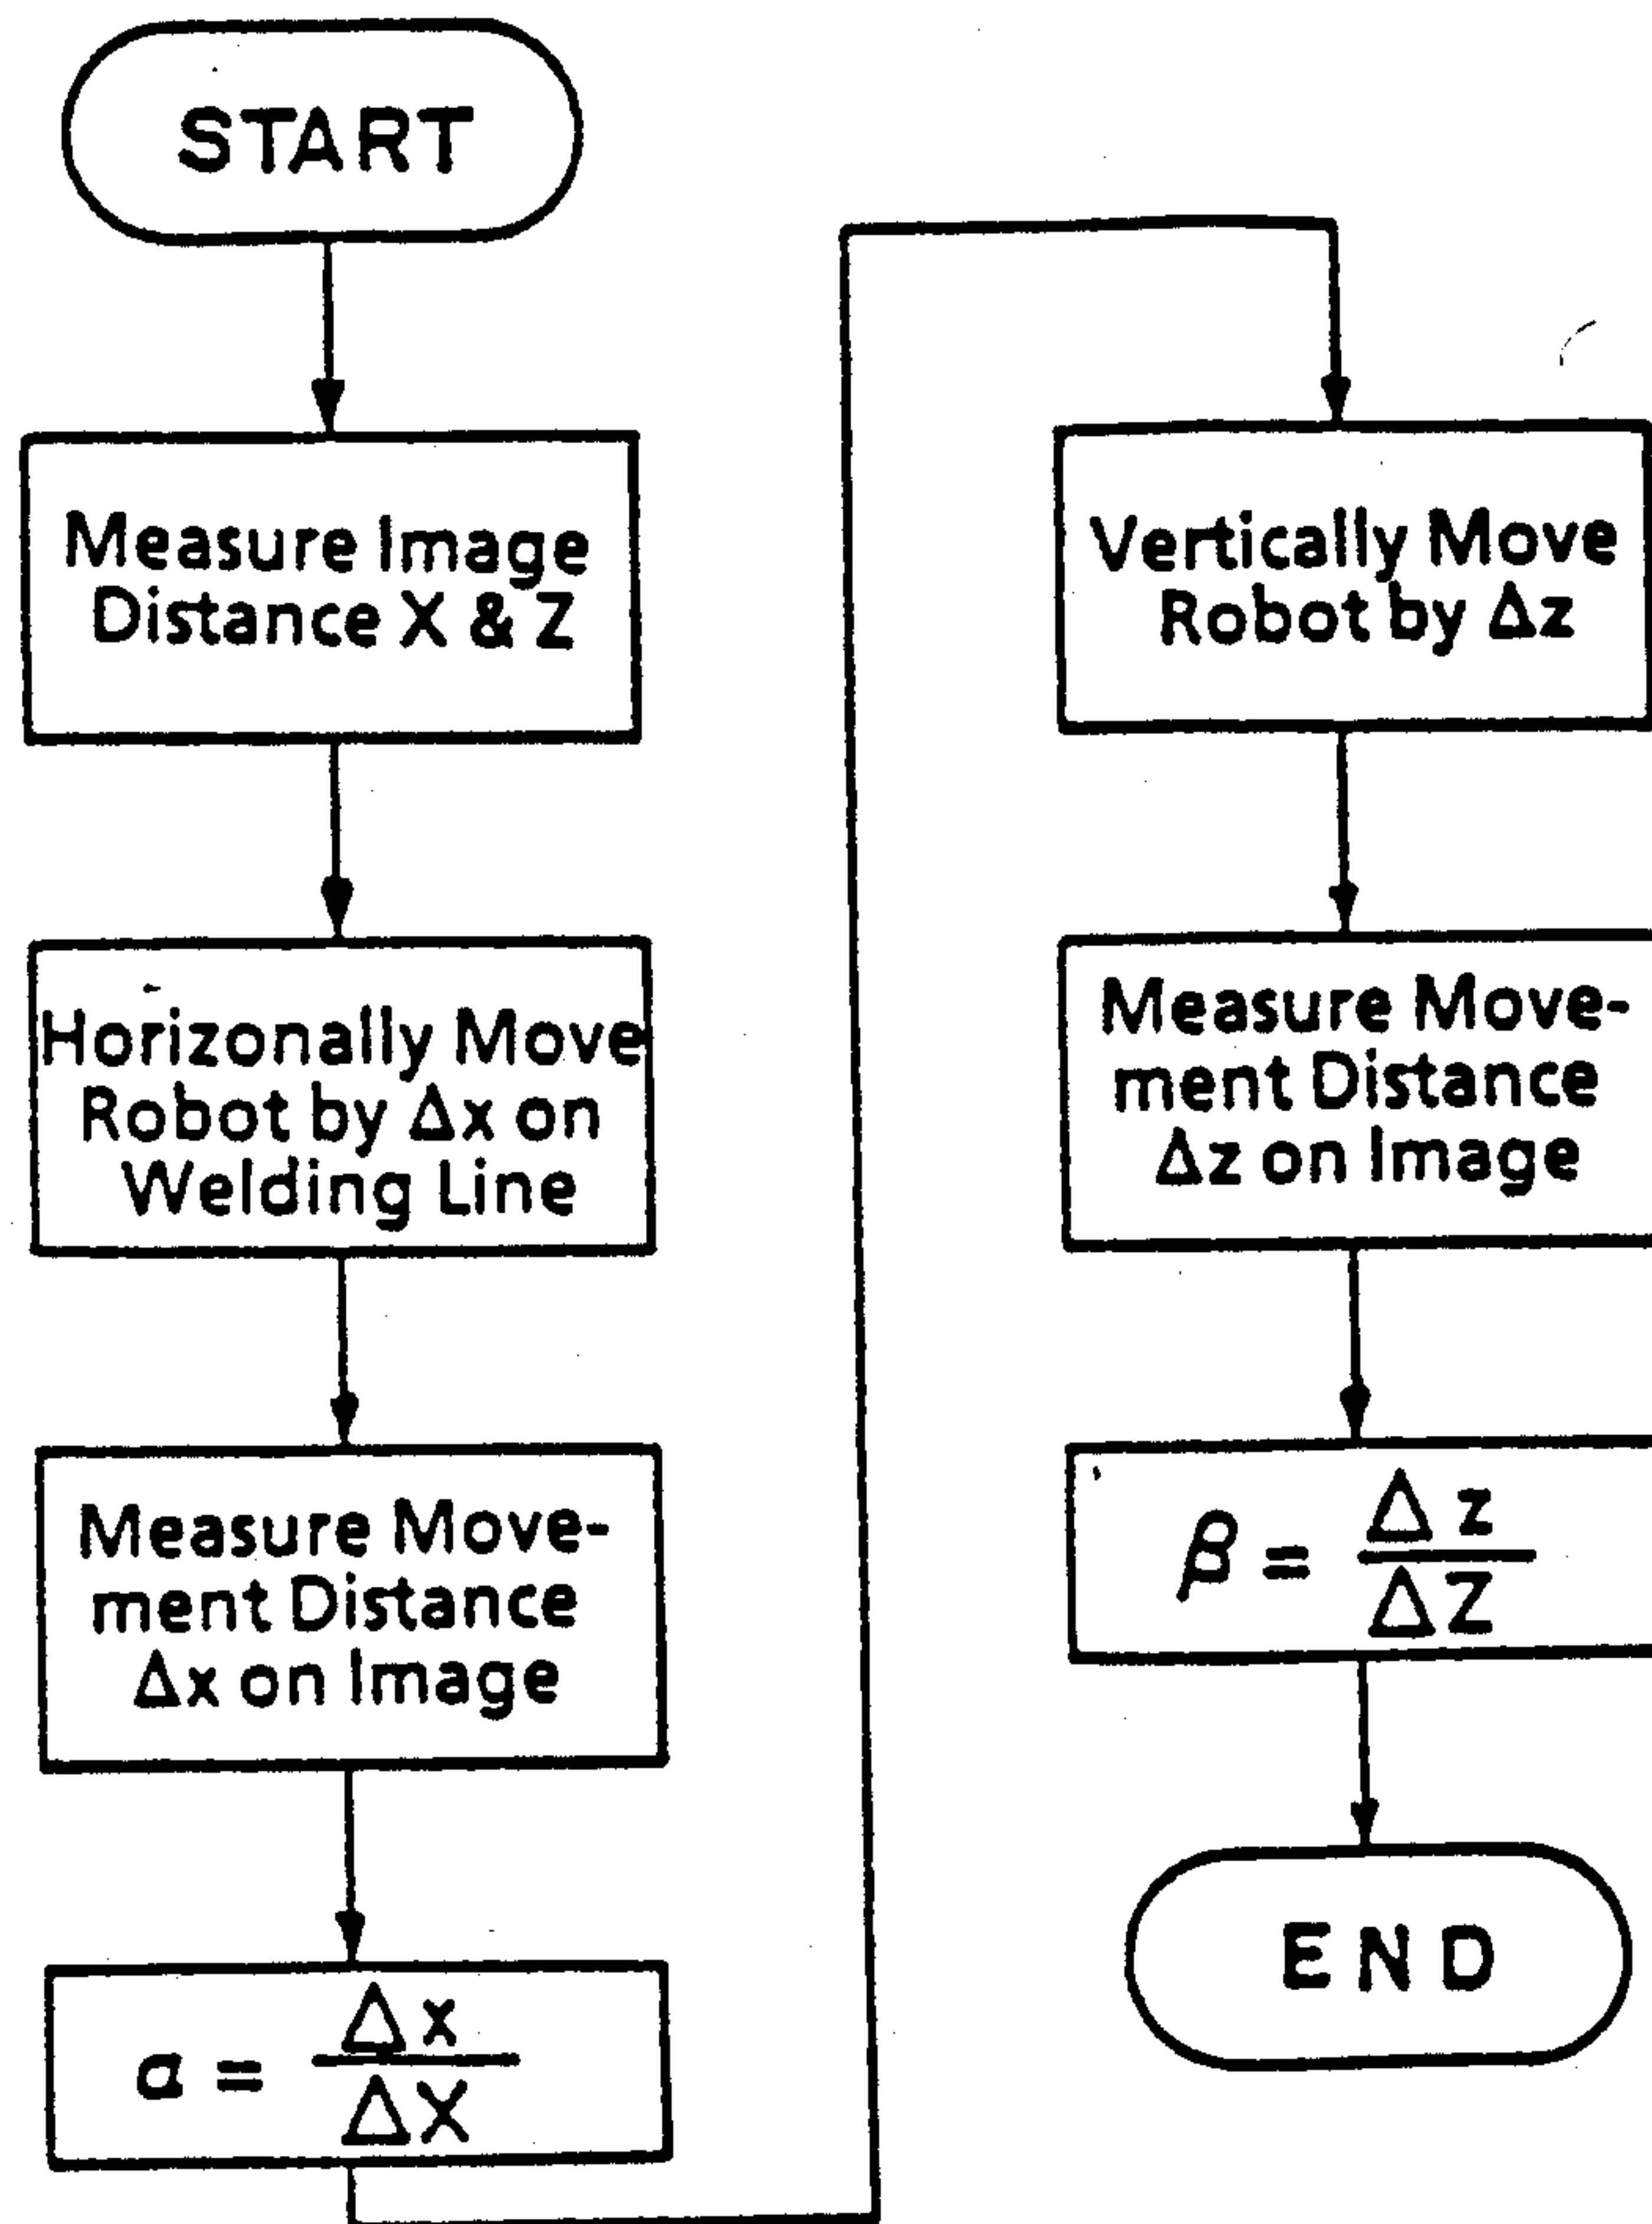 START
Measure Image
Distance X & Z
Horizonally Move
Robot by Δx on
Welding Line
Measure Move-
ment Distance
Δx on Image
α = Δx / ΔX
Vertically Move
Robot by Δz
Measure Move-
ment Distance
Δz on Image
β = Δz / ΔZ
END